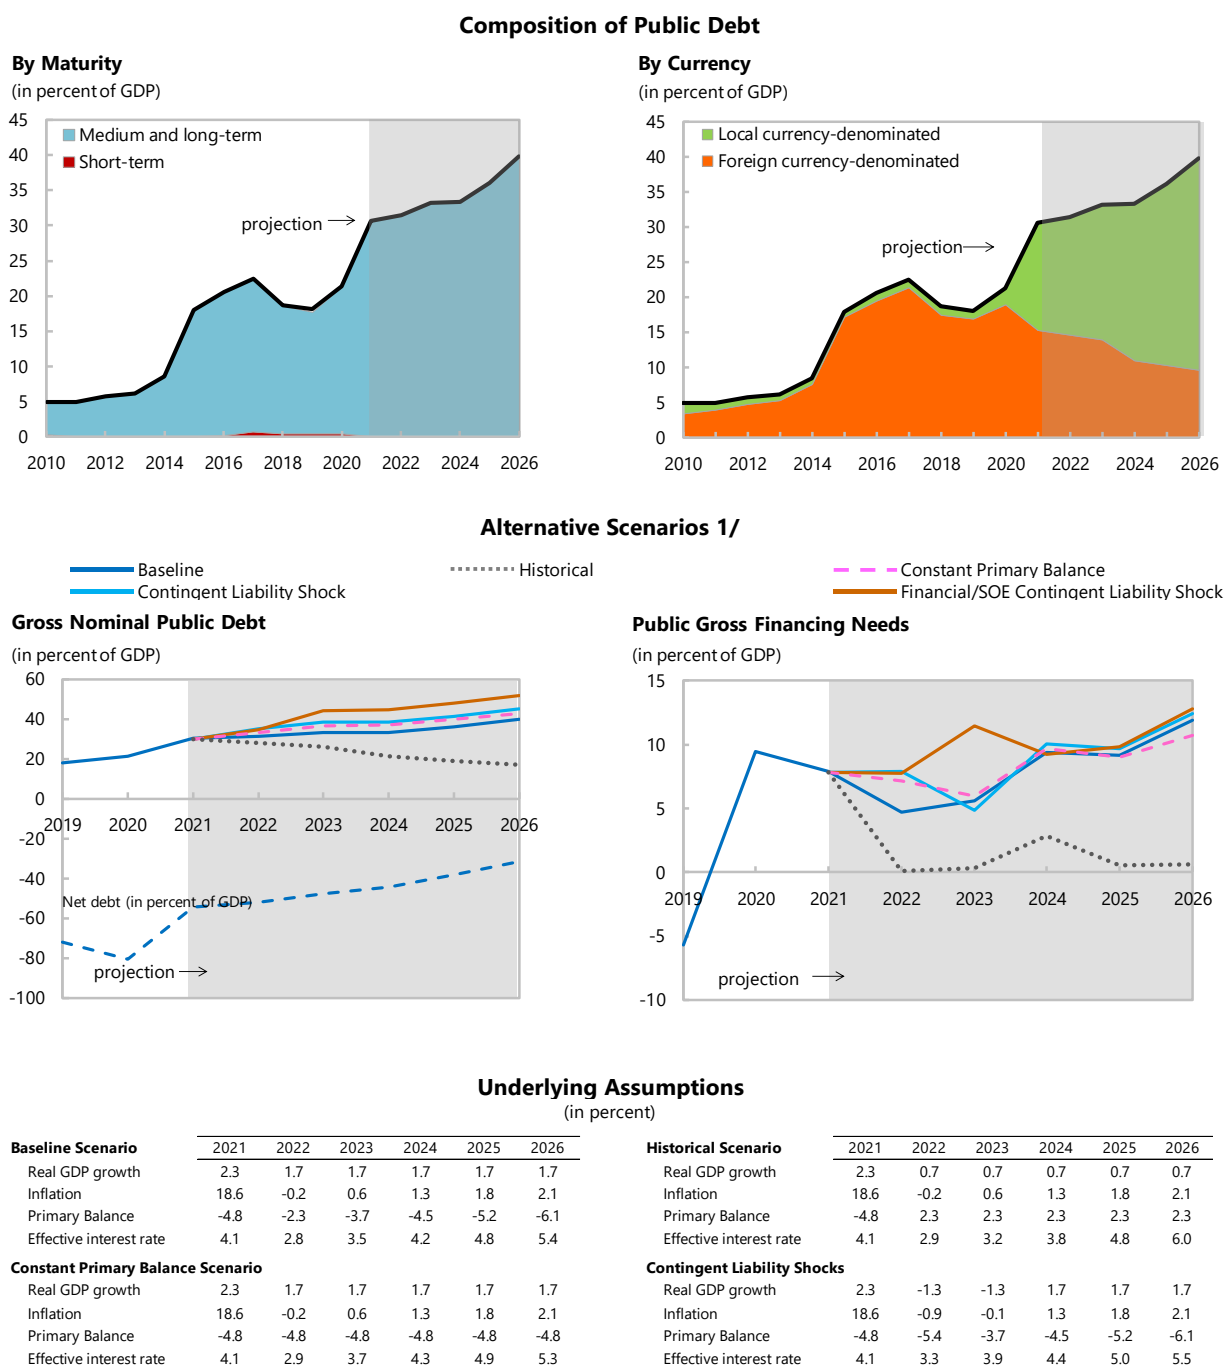 Composition of Public Debt
By Maturity
(in percent of GDP)
45
40
35
30
25
20
15
10
5
0
Medium and long-term
Short-term
projection
2010 2012 2014 2016 2018 2020 2022 2024 2026
By Currency
(in percent of GDP)
45
40
35
30
25
20
15
10
5
0
Local currency-denominated
Foreign currency-denominated
projection
2010 2012 2014 2016 2018 2020 2022 2024 2026
Alternative Scenarios 1/
Baseline
Historical
Constant Primary Balance
Contingent Liability Shock
Financial/SOE Contingent Liability Shock
Gross Nominal Public Debt
(in percent of GDP)
60
40
20
0
-20
-40
-60
-80
-100
2019 2020 2021 2022 2023 2024 2025 2026
Net debt (in percent of GDP)
projection
Public Gross Financing Needs
(in percent of GDP)
15
10
5
0
-5
-10
2019 2020 2021 2022 2023 2024 2025 2026
projection
Underlying Assumptions
(in percent)
Baseline Scenario 2021 2022 2023 2024 2025 2026
Real GDP growth 2.3 1.7 1.7 1.7 1.7 1.7
Inflation 18.6 -0.2 0.6 1.3 1.8 2.1
Primary Balance -4.8 -2.3 -3.7 -4.5 -5.2 -6.1
Effective interest rate 4.1 2.8 3.5 4.2 4.8 5.4
Constant Primary Balance Scenario
Real GDP growth 2.3 1.7 1.7 1.7 1.7 1.7
Inflation 18.6 -0.2 0.6 1.3 1.8 2.1
Primary Balance -4.8 -4.8 -4.8 -4.8 -4.8 -4.8
Effective interest rate 4.1 2.9 3.7 4.3 4.9 5.3
Historical Scenario 2021 2022 2023 2024 2025 2026
Real GDP growth 2.3 0.7 0.7 0.7 0.7 0.7
Inflation 18.6 -0.2 0.6 1.3 1.8 2.1
Primary Balance -4.8 2.3 2.3 2.3 2.3 2.3
Effective interest rate 4.1 2.9 3.2 3.8 4.8 6.0
Contingent Liability Shocks
Real GDP growth 2.3 -1.3 -1.3 1.7 1.7 1.7
Inflation 18.6 -0.9 -0.1 1.3 1.8 2.1
Primary Balance -4.8 -5.4 -3.7 -4.5 -5.2 -6.1
Effective interest rate 4.1 3.3 3.9 4.4 5.0 5.5